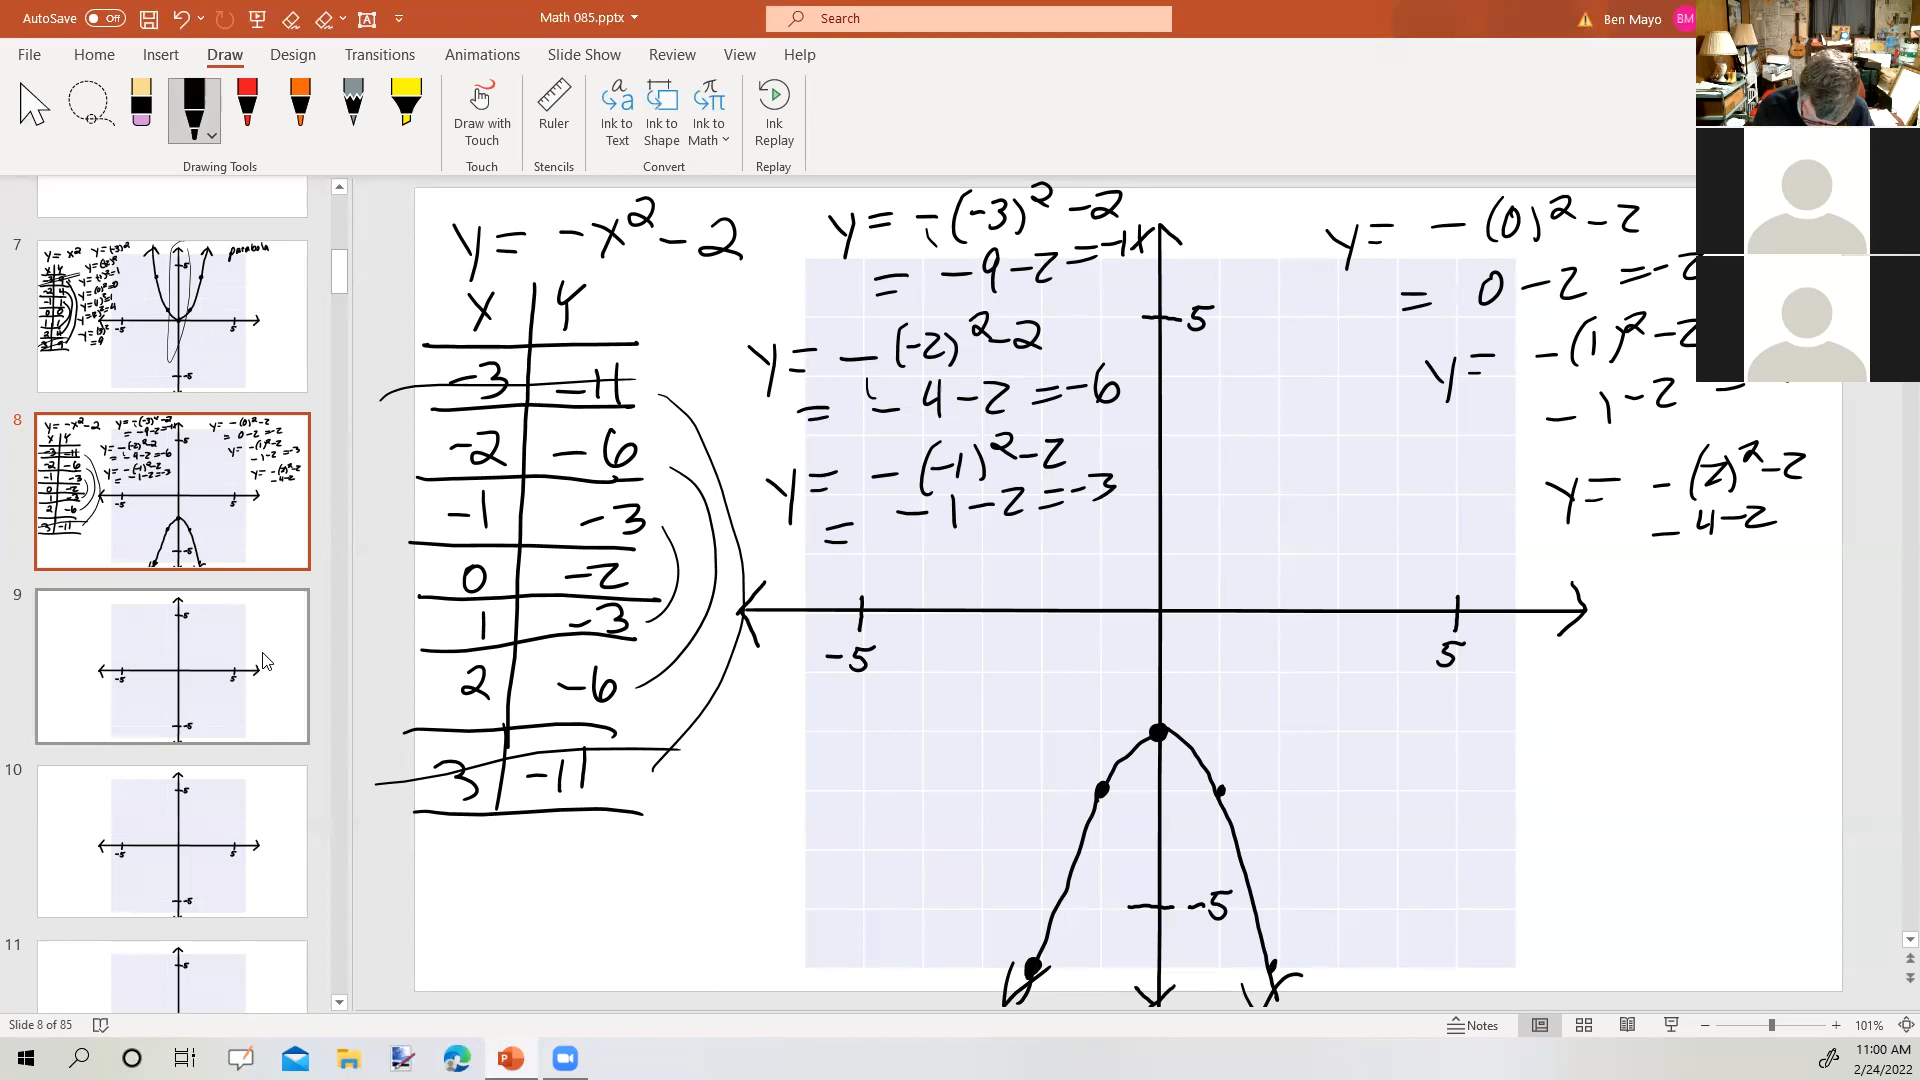 AutoSave Off
Math 085.pptx
Search
Ben Mayo BM
File Home Insert Draw Design Transitions Animations Slide Show Review View Help
A
Draw with Touch
Ruler
a
a
Ink to Text
Ink to Shape
π
π
Ink to Math
Ink Replay
Drawing Tools
Touch
Stencils
Convert
Replay
7
8
9
10
11
y = x²
parabola
y = -x² - 2
x | y
-3 | -11
-2 | -6
-1 | -3
0 | -2
1 | -3
2 | -6
3 | -11
y = -(-3)² - 2
= -9 - 2 = -11
y = -(-2)² - 2
= -4 - 2 = -6
y = -(-1)² - 2
= -1 - 2 = -3
y = -(0)² - 2
= 0 - 2 = -2
y = -(1)² - 2
- 1 - 2 =
y = -(2)² - 2
- 4 - 2
x
5
-5
5
-5
Slide 8 of 85
Notes
101%
11:00 AM
2/24/2022